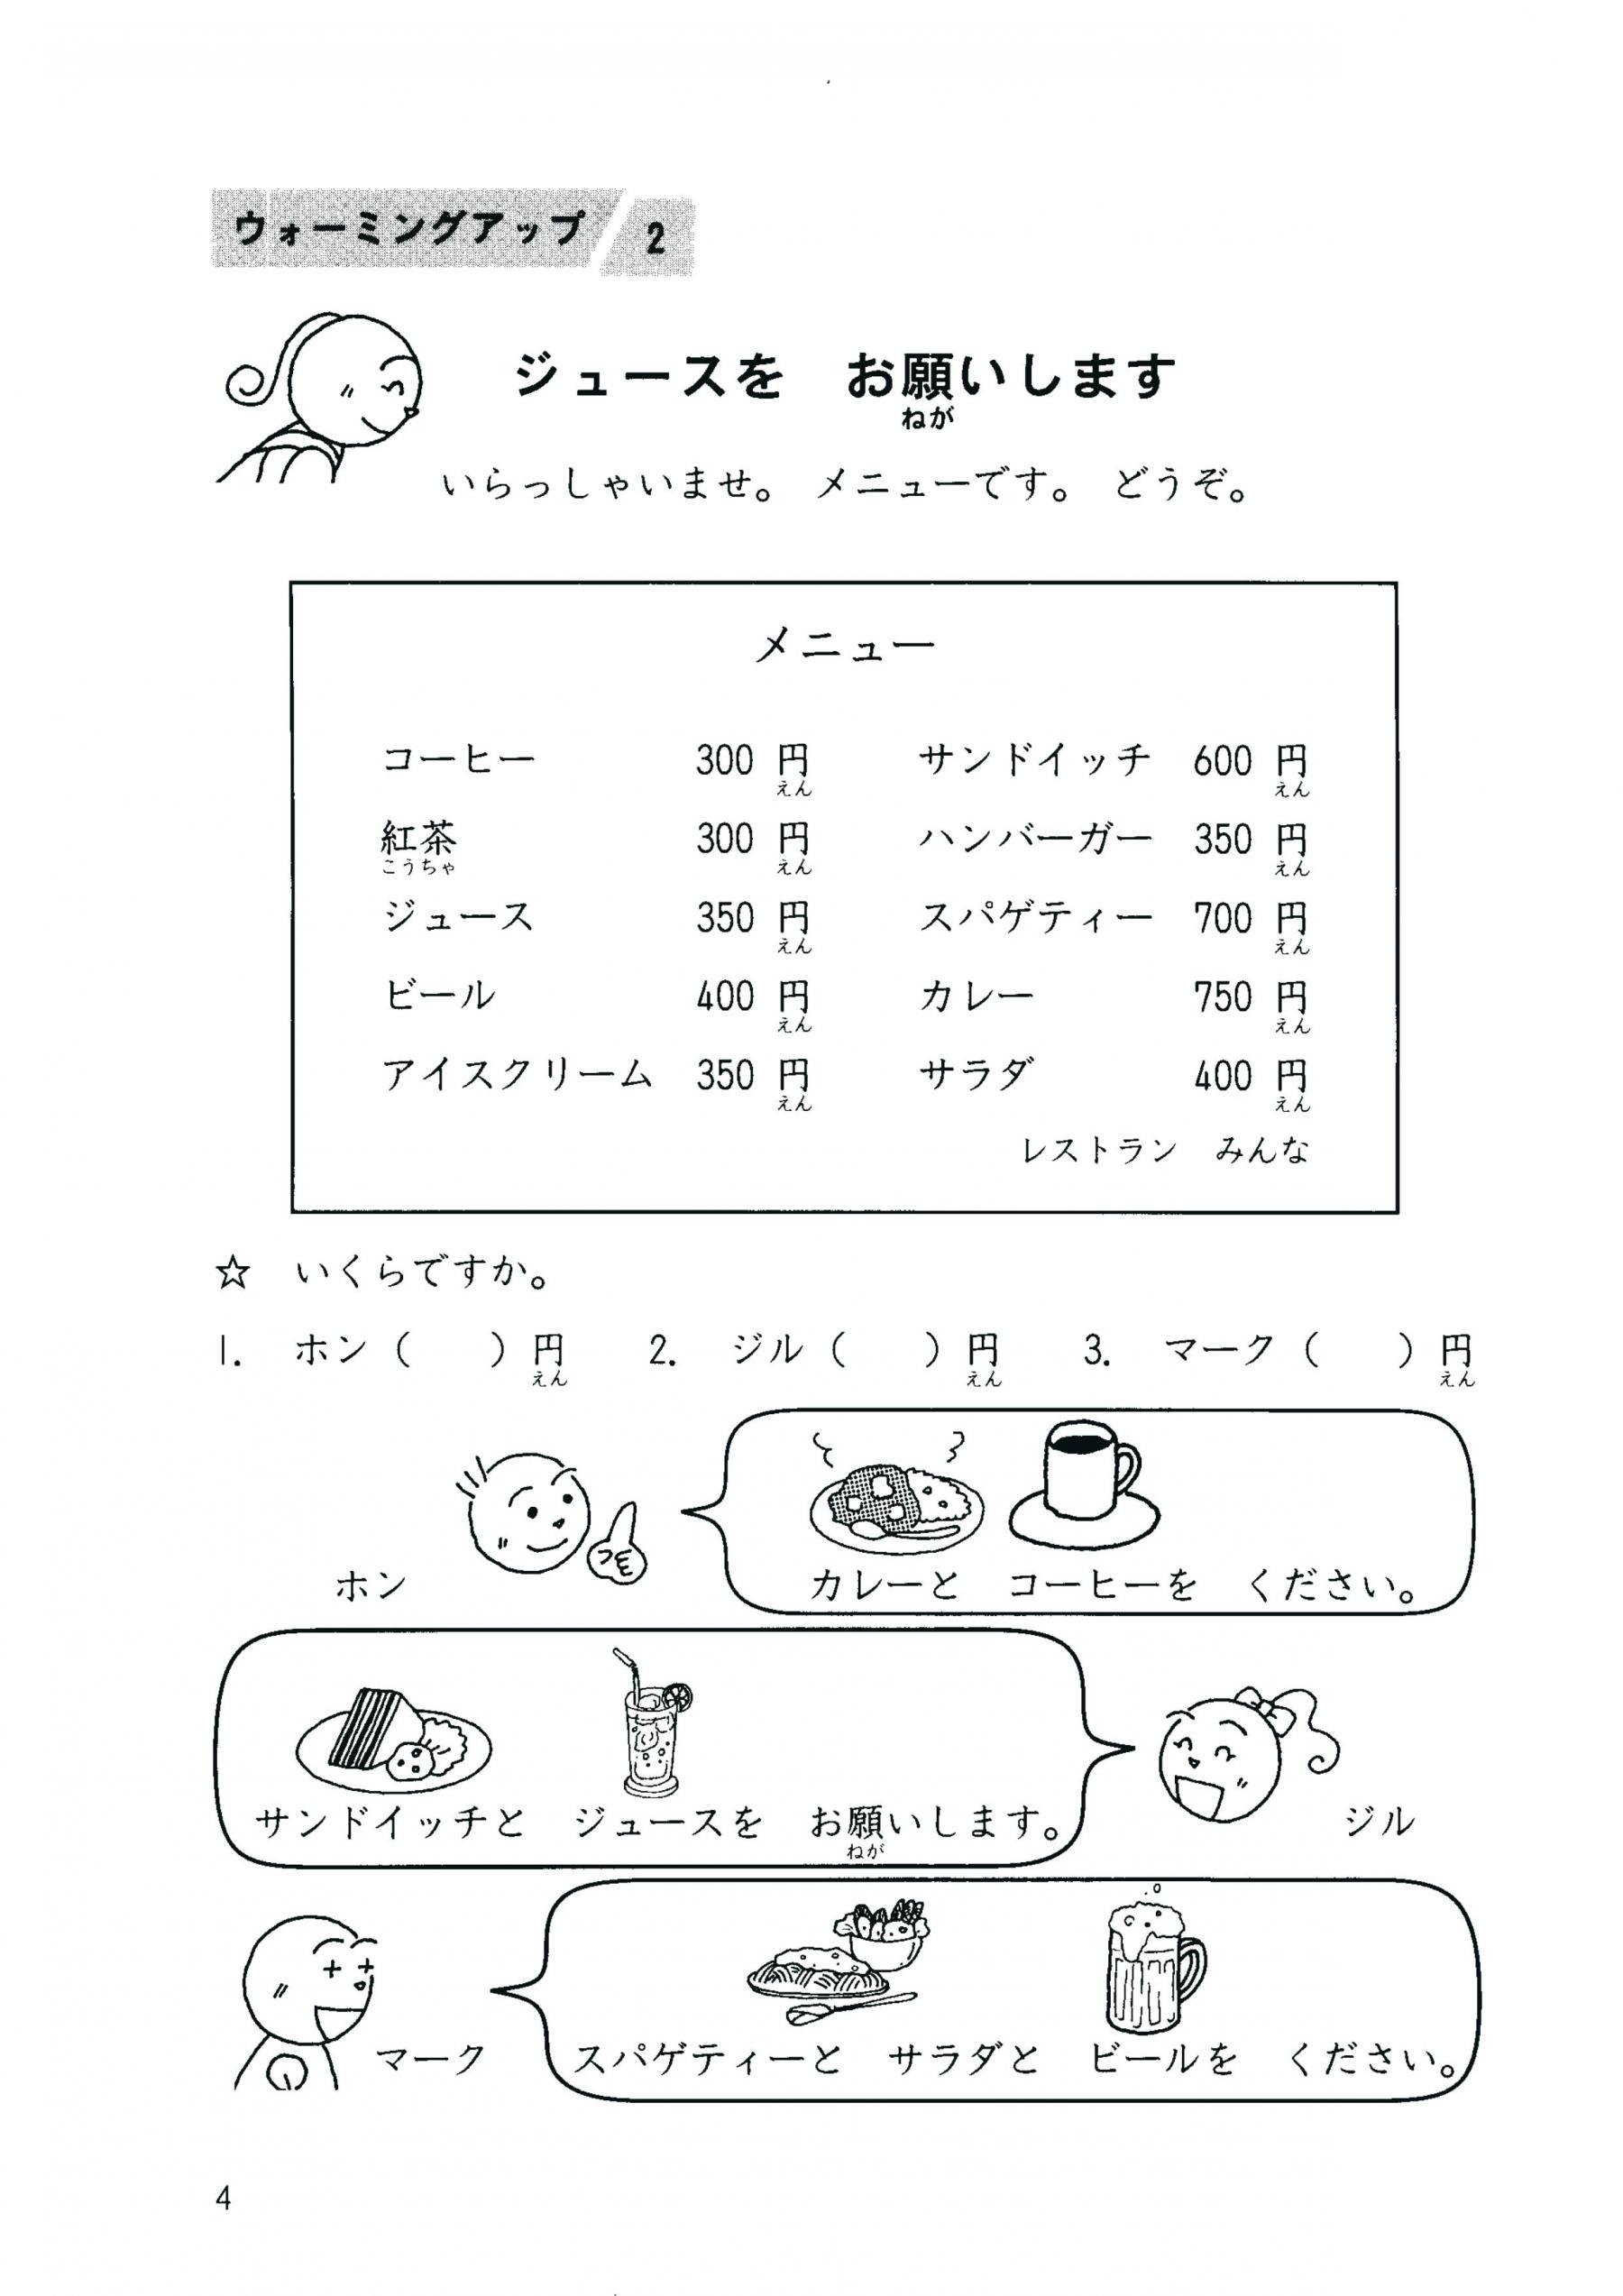 ウォーミングアップ 2
ジュースを お願いします
ねが
いらっしゃいませ。 メニューです。 どうぞ。
メニュー
コーヒー 300 円 サンドイッチ 600 円
えん えん
紅茶 300 円 ハンバーガー 350 円
こうちゃ えん えん
ジュース 350 円 スパゲティー 700 円
えん えん
ビール 400 円 カレー 750 円
えん えん
アイスクリーム 350 円 サラダ 400 円
えん えん
レストラン みんな
☆ いくらですか。
1. ホン（ ）円 2. ジル（ ）円 3. マーク（ ）円
えん えん えん
ホン
カレーと コーヒーを ください。
サンドイッチと ジュースを お願いします。
ねが
ジル
マーク
スパゲティーと サラダと ビールを ください。
4